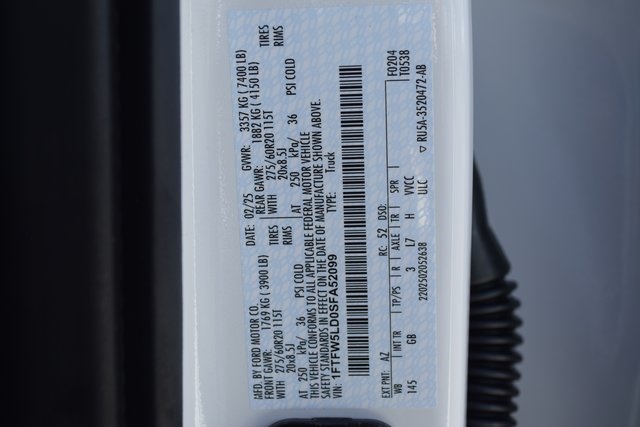 MFD. BY FORD MOTOR CO. DATE: 02/25 GVWR: 3357 KG ( 7400 LB)
FRONT GAWR: 1769 KG ( 3900 LB) REAR GAWR: 1882 KG ( 4150 LB)
WITH 275/60R20 115T TIRES WITH 275/60R20 115T TIRES
20x8.5J RIMS 20x8.5J RIMS
AT 250 kPa/ 36 PSI COLD AT 250 kPa/ 36 PSI COLD
THIS VEHICLE CONFORMS TO ALL APPLICABLE FEDERAL MOTOR VEHICLE
SAFETY STANDARDS IN EFFECT ON THE DATE OF MANUFACTURE SHOWN ABOVE.
VIN: 1FTFW5LD0SFA52099 TYPE: Truck
EXT PNT: AZ RC: 52 DSO: F0204
WB INT TR TP/PS R AXLE TR SPR T0538
145 GB 3 L7 H VVCC
2202502052638 ULC ▽ RU5A-3520472-AB